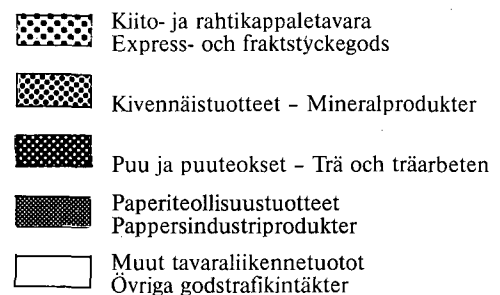 Kiito- ja rahtikappaletavara
Express- och fraktstyckegods
Kivennäistuotteet – Mineralprodukter
Puu ja puuteokset – Trä och träarbeten
Paperiteollisuustuotteet
Pappersindustriprodukter
Muut tavaraliikennetuotot
Övriga godstrafikintäkter